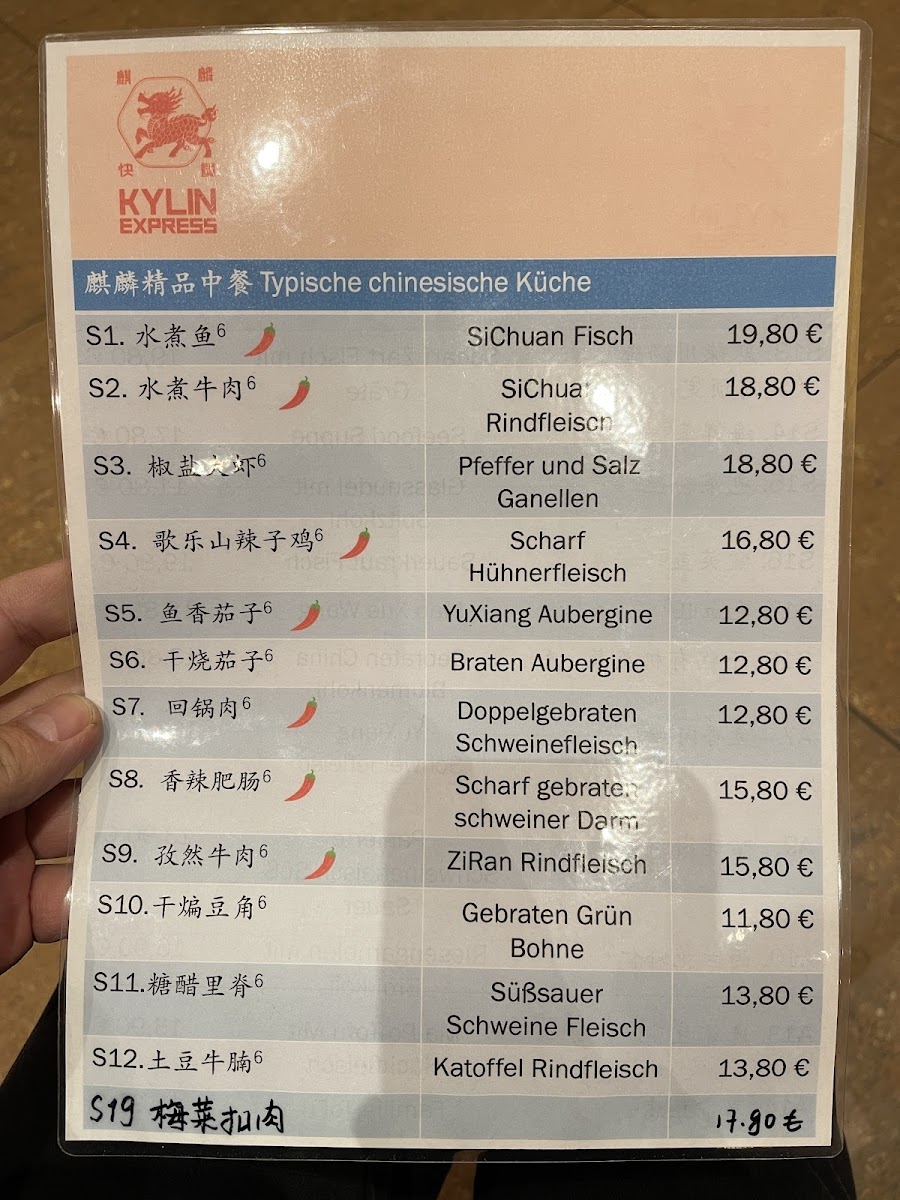 麒 麟
快
KYLIN
EXPRESS
麒麟精品中餐 Typische chinesische Küche
S1. 水煮鱼6 SiChuan Fisch 19,80 €
S2. 水煮牛肉6 SiChua 18,80 €
Rindfleisch
S3. 椒盐大虾6 Pfeffer und Salz 18,80 €
Ganellen
S4. 歌乐山辣子鸡6 Scharf 16,80 €
Hühnerfleisch
S5. 鱼香茄子6 YuXiang Aubergine 12,80 €
S6. 干烧茄子6 Braten Aubergine 12,80 €
S7. 回锅肉6 Doppelgebraten 12,80 €
Schweinefleisch
S8. 香辣肥肠6 Scharf gebraten 15,80 €
schweiner Darm
S9. 孜然牛肉6 ZiRan Rindfleisch 15,80 €
S10.干煸豆角6 Gebraten Grün 11,80 €
Bohne
S11.糖醋里脊6 Süßsauer 13,80 €
Schweine Fleisch
S12.土豆牛腩6 Katoffel Rindfleisch 13,80 €
S19 梅菜扣肉 17.80 €